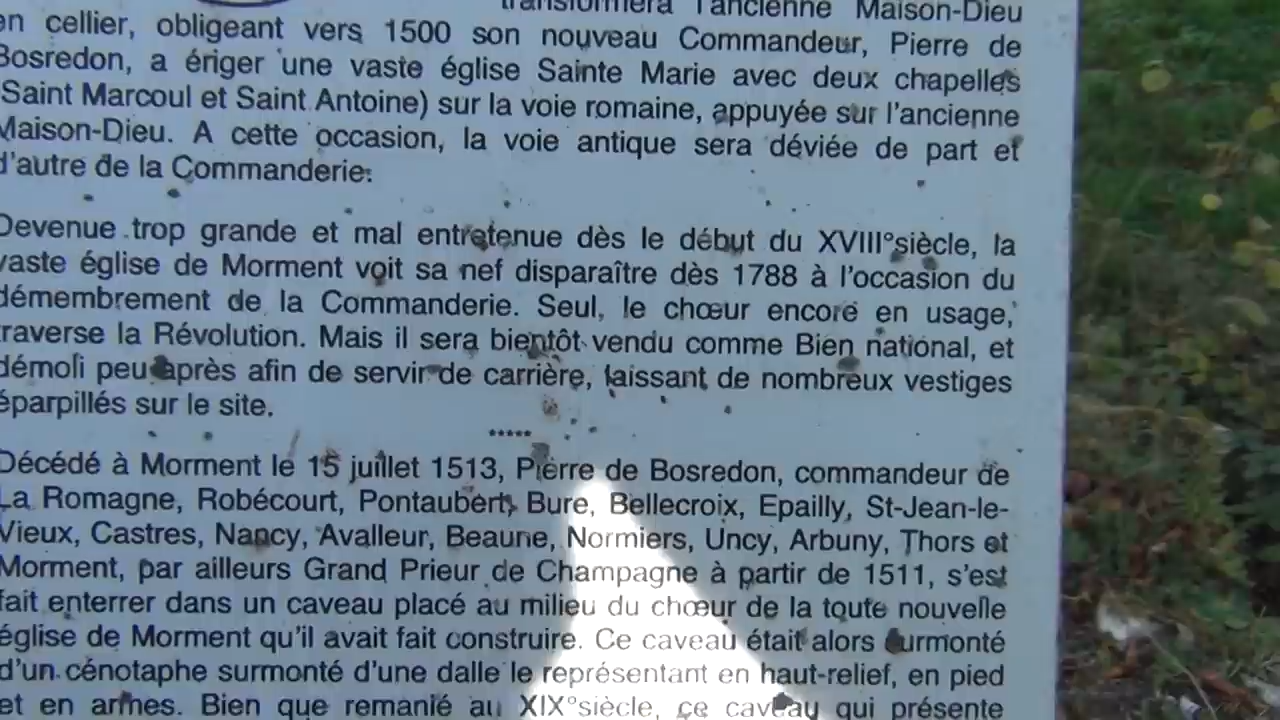 transformera l'ancienne Maison-Dieu
en cellier, obligeant vers 1500 son nouveau Commandeur, Pierre de
Bosredon, a ériger une vaste église Sainte Marie avec deux chapelles
(Saint Marcoul et Saint Antoine) sur la voie romaine, appuyée sur l'ancienne
Maison-Dieu. A cette occasion, la voie antique sera déviée de part et
d'autre de la Commanderie.
Devenue trop grande et mal entretenue dès le début du XVIII°siècle, la
vaste église de Morment voit sa nef disparaître dès 1788 à l'occasion du
démembrement de la Commanderie. Seul, le chœur encore en usage,
traverse la Révolution. Mais il sera bientôt vendu comme Bien national, et
démoli peu après afin de servir de carrière, laissant de nombreux vestiges
éparpillés sur le site.
*****
Décédé à Morment le 15 juillet 1513, Pierre de Bosredon, commandeur de
La Romagne, Robécourt, Pontaubert, Bure, Bellecroix, Epailly, St-Jean-le-
Vieux, Castres, Nancy, Avalleur, Beaune, Normiers, Uncy, Arbuny, Thors et
Morment, par ailleurs Grand Prieur de Champagne à partir de 1511, s'est
fait enterrer dans un caveau placé au milieu du chœur de la toute nouvelle
église de Morment qu'il avait fait construire. Ce caveau était alors surmonté
d'un cénotaphe surmonté d'une dalle le représentant en haut-relief, en pied
et en armes. Bien que remanié au XIX°siècle, ce caveau qui présente